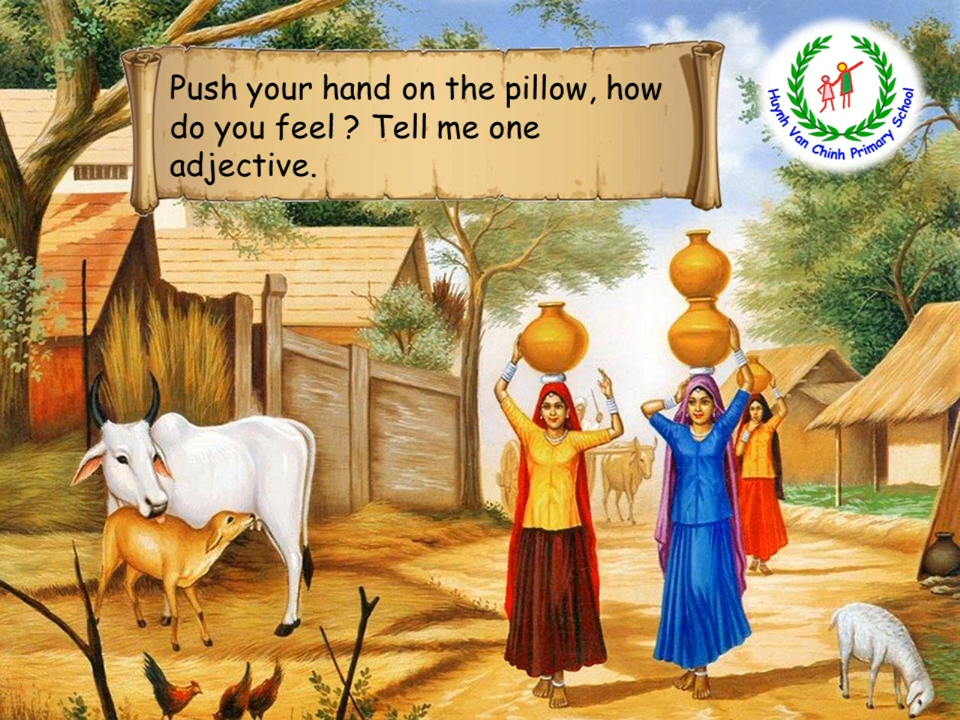 Push your hand on the pillow, how
do you feel ? Tell me one
adjective.
Huynh Van Chinh Primary School